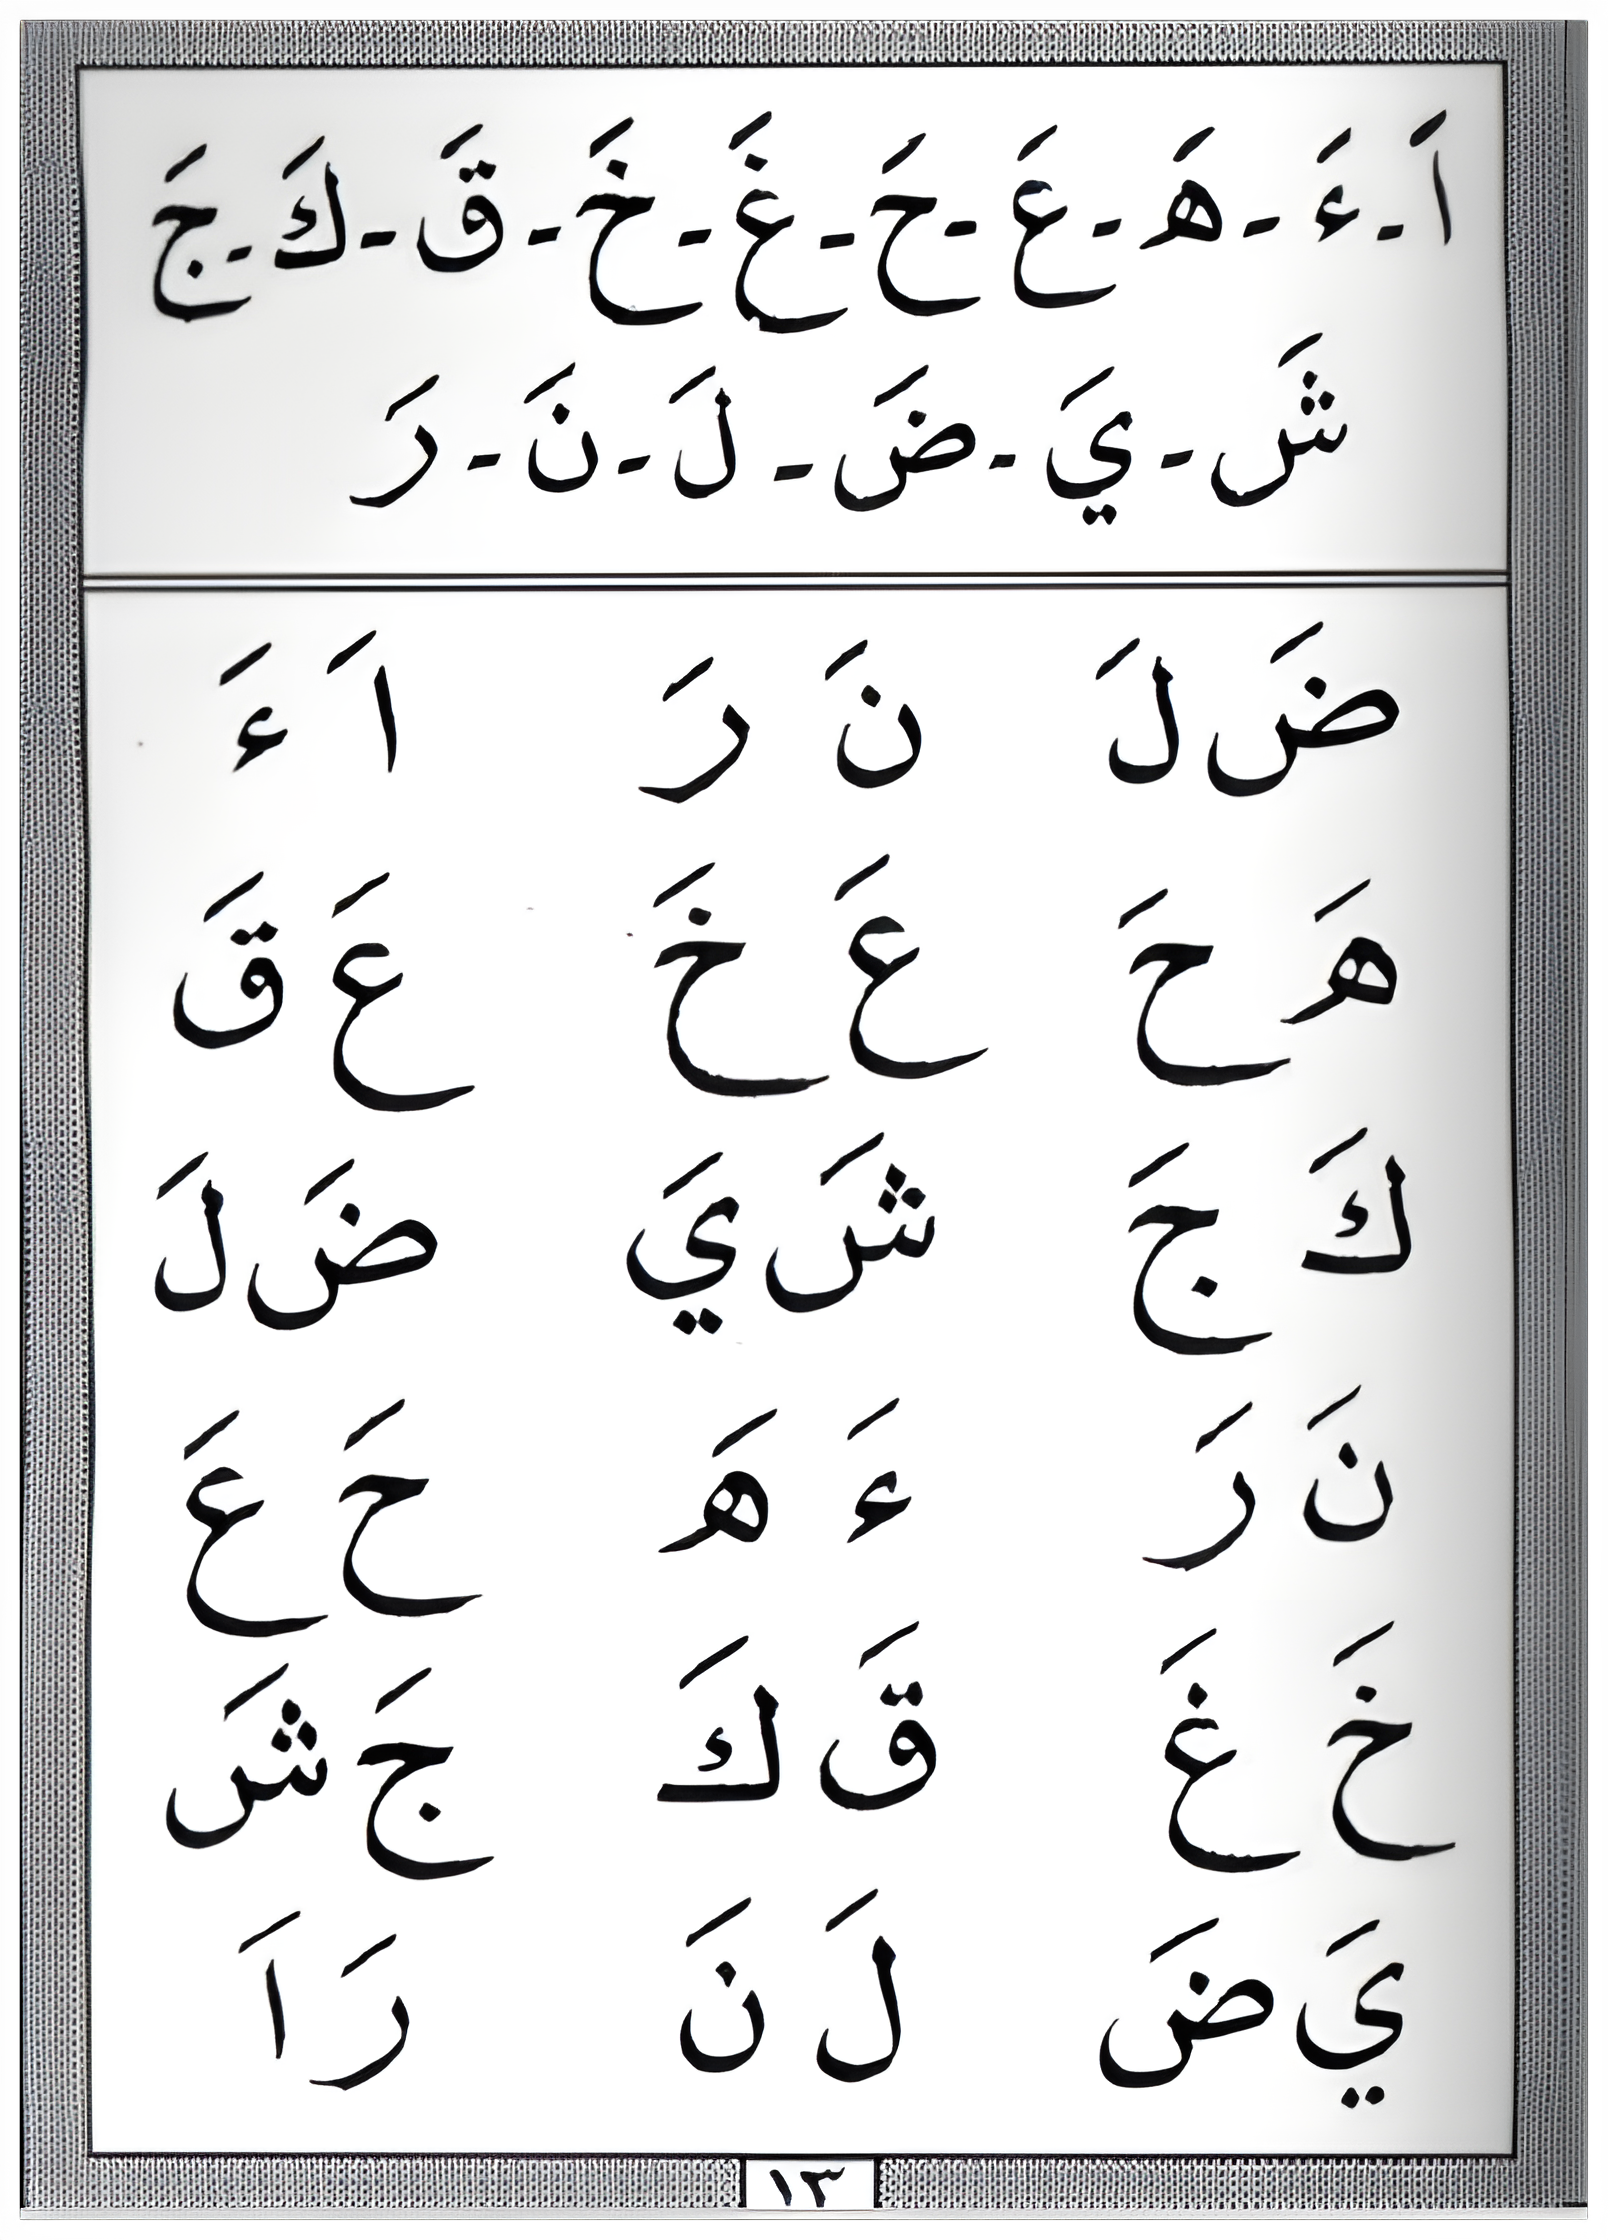 اَ - ءَ - هَ - عَ - حَ - غَ - خَ - قَ - كَ - جَ
شَ - يَ - ضَ - لَ - نَ - رَ
ضَ لَ نَ رَ اَ ءَ
هَ حَ عَ خَ عَ قَ
كَ جَ شَ يَ ضَ لَ
نَ رَ ءَ هَ حَ عَ
خَ غَ قَ كَ جَ شَ
يَ ضَ لَ نَ رَ اَ
١٣